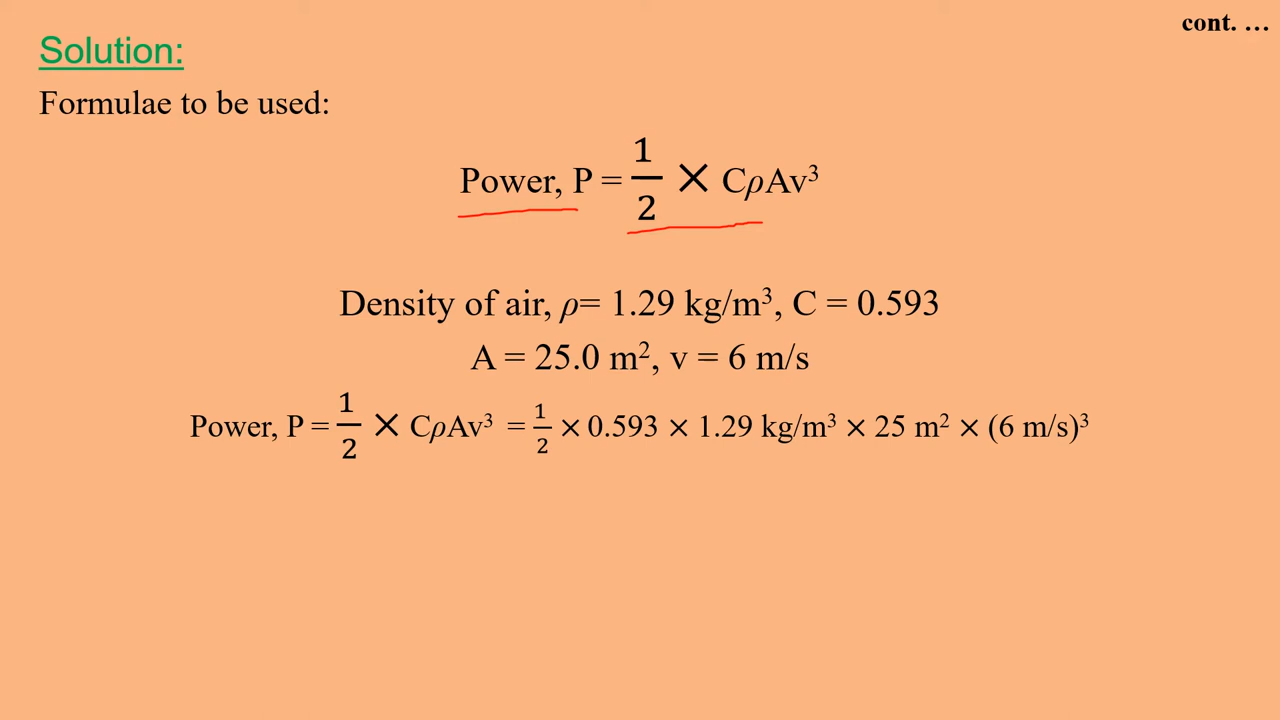 cont. …
Solution:
Formulae to be used:
Power, P = 1/2 × CρAv³
Density of air, ρ= 1.29 kg/m³, C = 0.593
A = 25.0 m², v = 6 m/s
Power, P = 1/2 × CρAv³ = 1/2 × 0.593 × 1.29 kg/m³ × 25 m² × (6 m/s)³